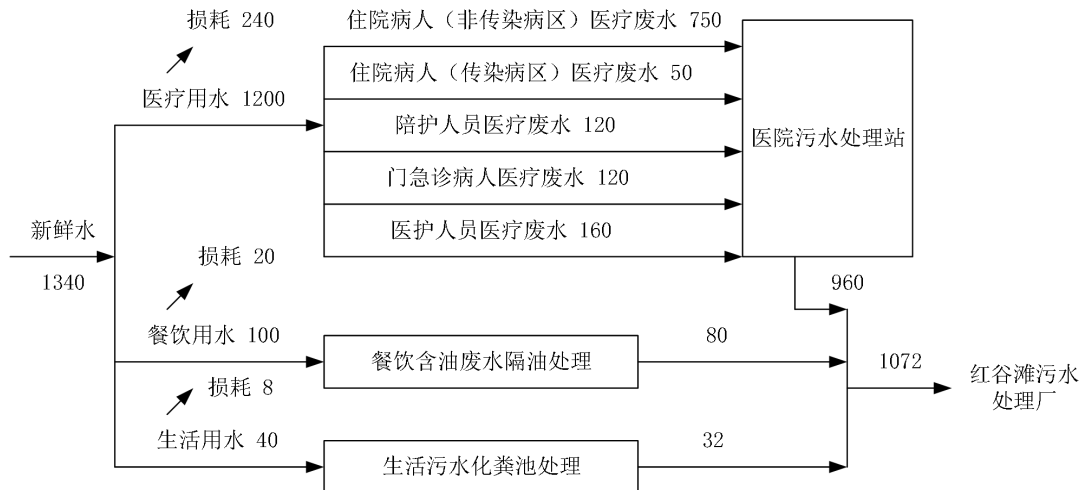 损耗 240
住院病人（非传染病区）医疗废水 750
住院病人（传染病区）医疗废水 50
医疗用水 1200
陪护人员医疗废水 120
医院污水处理站
门急诊病人医疗废水 120
医护人员医疗废水 160
新鲜水
1340
损耗 20
960
餐饮用水 100
餐饮含油废水隔油处理
80
1072
红谷滩污水
处理厂
损耗 8
生活用水 40
生活污水化粪池处理
32